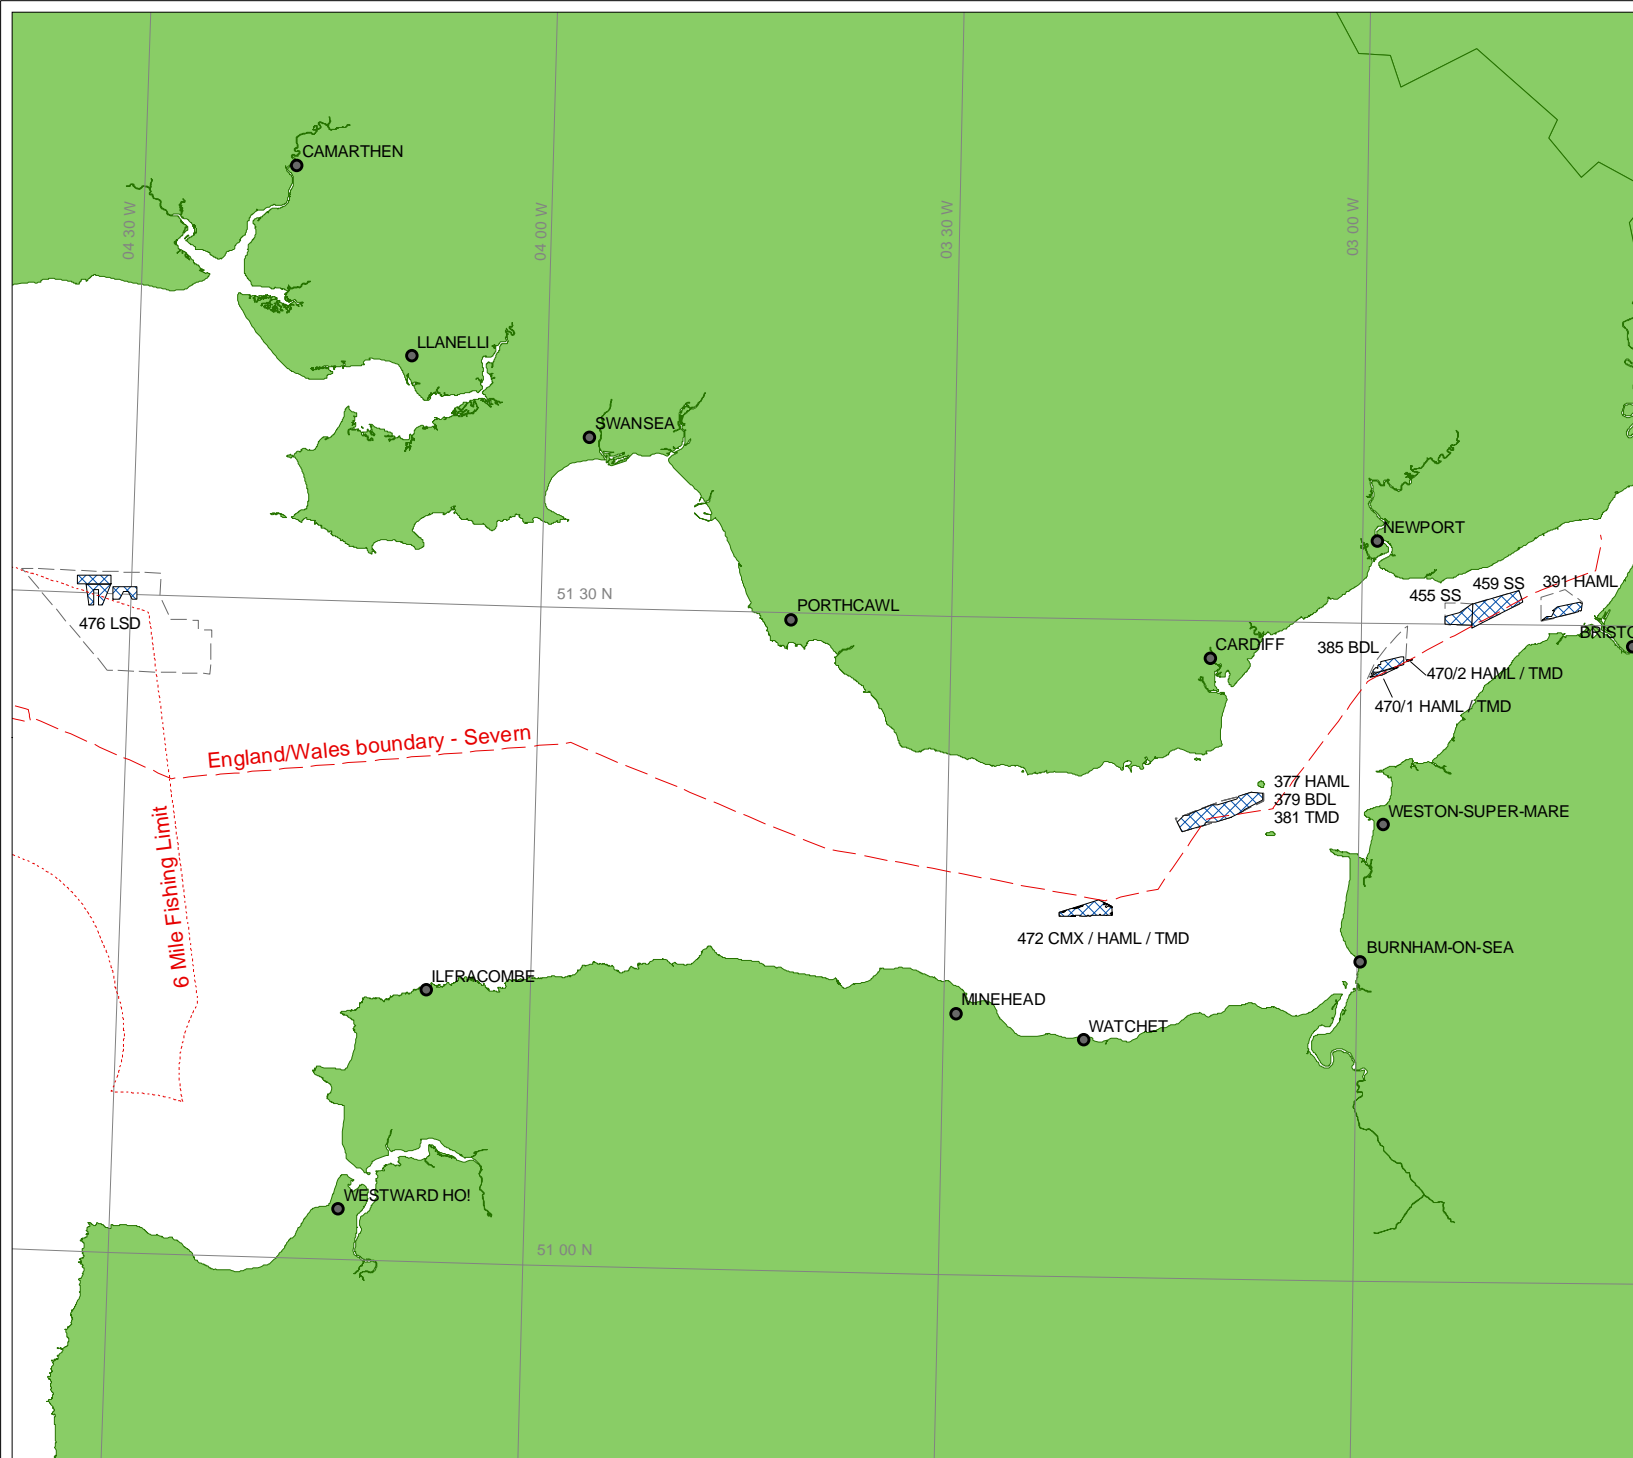 CAMARTHEN
04 30 W
04 00 W
03 30 W
03 00 W
LLANELLI
SWANSEA
NEWPORT
459 SS
391 HAML
455 SS
51 30 N
PORTHCAWL
476 LSD
CARDIFF
385 BDL
BRISTO
470/2 HAML / TMD
470/1 HAML / TMD
England/Wales boundary - Severn
377 HAML
379 BDL
381 TMD
WESTON-SUPER-MARE
6 Mile Fishing Limit
472 CMX / HAML / TMD
BURNHAM-ON-SEA
ILFRACOMBE
MINEHEAD
WATCHET
WESTWARD HO!
51 00 N